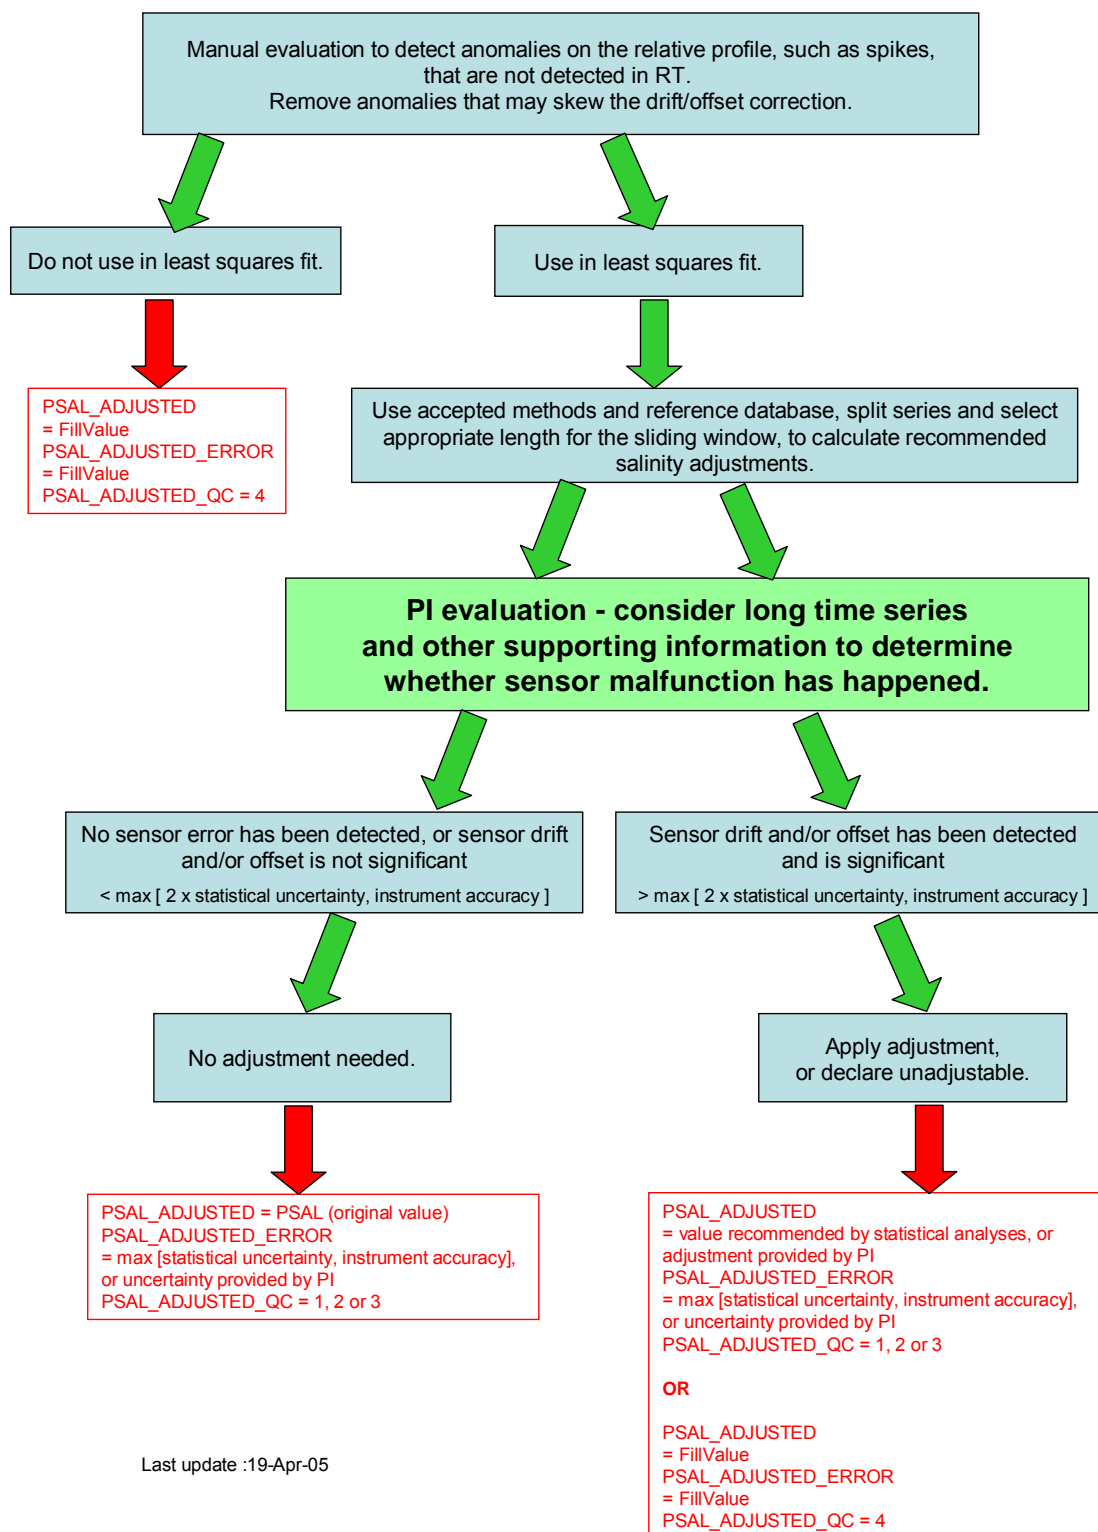 Manual evaluation to detect anomalies on the relative profile, such as spikes,
that are not detected in RT.
Remove anomalies that may skew the drift/offset correction.
Do not use in least squares fit.
Use in least squares fit.
PSAL_ADJUSTED
= FillValue
PSAL_ADJUSTED_ERROR
= FillValue
PSAL_ADJUSTED_QC = 4
Use accepted methods and reference database, split series and select
appropriate length for the sliding window, to calculate recommended
salinity adjustments.
PI evaluation - consider long time series
and other supporting information to determine
whether sensor malfunction has happened.
No sensor error has been detected, or sensor drift
and/or offset is not significant
< max [ 2 x statistical uncertainty, instrument accuracy ]
Sensor drift and/or offset has been detected
and is significant
> max [ 2 x statistical uncertainty, instrument accuracy ]
No adjustment needed.
Apply adjustment,
or declare unadjustable.
PSAL_ADJUSTED = PSAL (original value)
PSAL_ADJUSTED_ERROR
= max [statistical uncertainty, instrument accuracy],
or uncertainty provided by PI
PSAL_ADJUSTED_QC = 1, 2 or 3
PSAL_ADJUSTED
= value recommended by statistical analyses, or
adjustment provided by PI
PSAL_ADJUSTED_ERROR
= max [statistical uncertainty, instrument accuracy],
or uncertainty provided by PI
PSAL_ADJUSTED_QC = 1, 2 or 3
OR
PSAL_ADJUSTED
= FillValue
PSAL_ADJUSTED_ERROR
= FillValue
PSAL_ADJUSTED_QC = 4
Last update :19-Apr-05